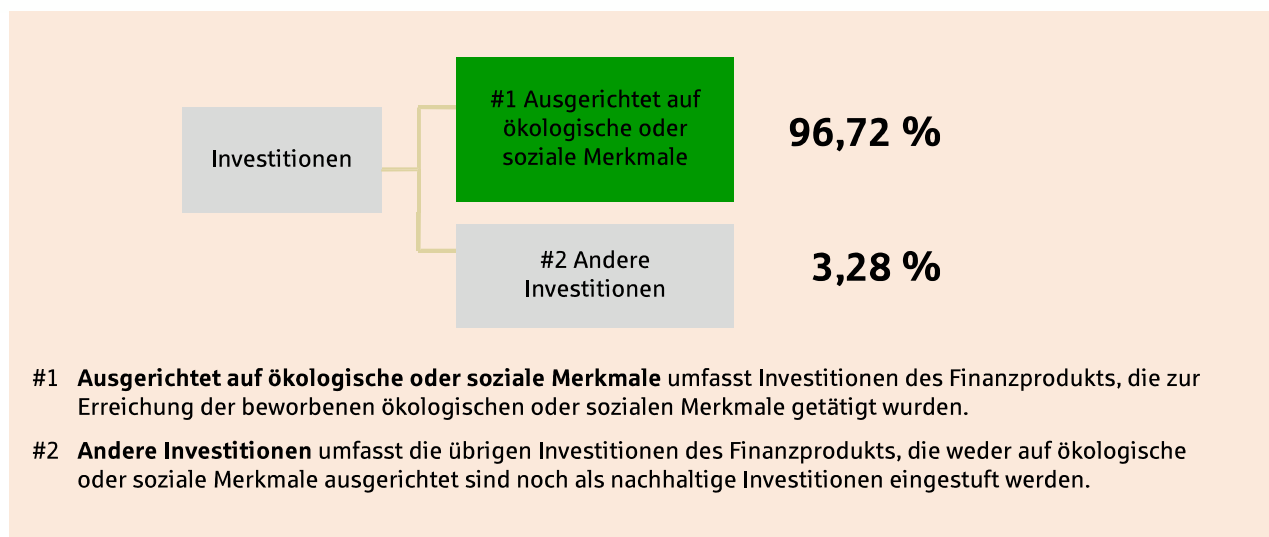 #1 Ausgerichtet auf
ökologische oder
soziale Merkmale
96,72 %
Investitionen
#2 Andere
Investitionen
3,28 %
#1 Ausgerichtet auf ökologische oder soziale Merkmale umfasst Investitionen des Finanzprodukts, die zur
Erreichung der beworbenen ökologischen oder sozialen Merkmale getätigt wurden.
#2 Andere Investitionen umfasst die übrigen Investitionen des Finanzprodukts, die weder auf ökologische
oder soziale Merkmale ausgerichtet sind noch als nachhaltige Investitionen eingestuft werden.